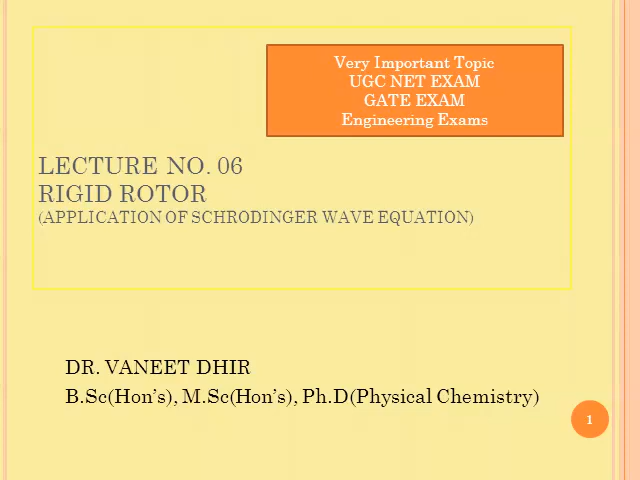 Very Important Topic
UGC NET EXAM
GATE EXAM
Engineering Exams
LECTURE NO. 06
RIGID ROTOR
(APPLICATION OF SCHRODINGER WAVE EQUATION)
DR. VANEET DHIR
B.Sc(Hon's), M.Sc(Hon's), Ph.D(Physical Chemistry)
1